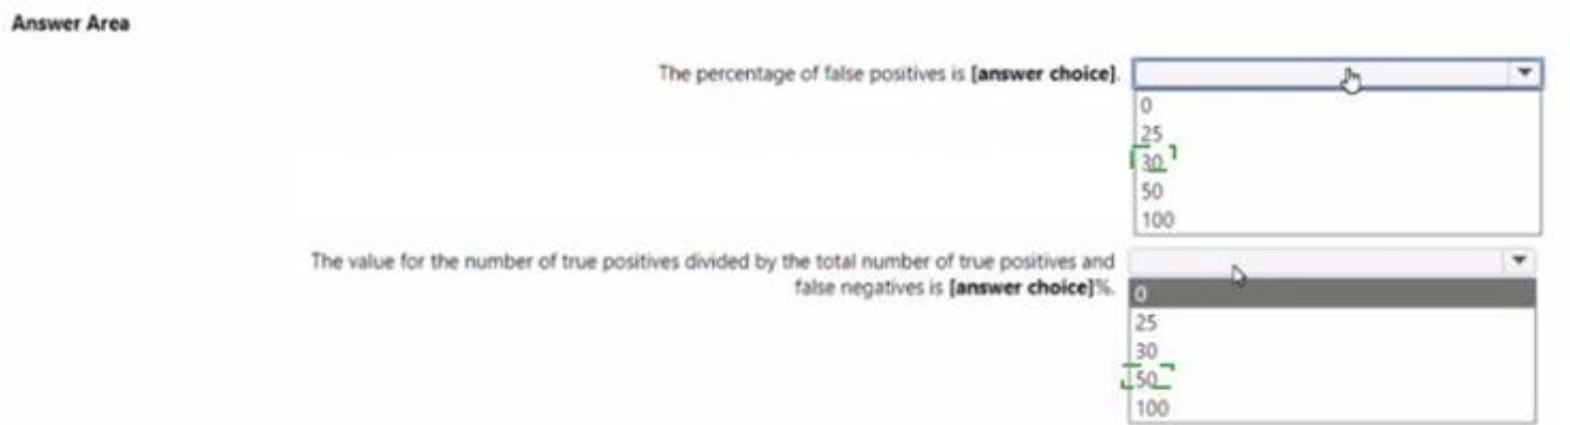 Answer Area
The percentage of false positives is [answer choice].
0
25
30
50
100
The value for the number of true positives divided by the total number of true positives and
false negatives is [answer choice]%.
0
25
30
50
100